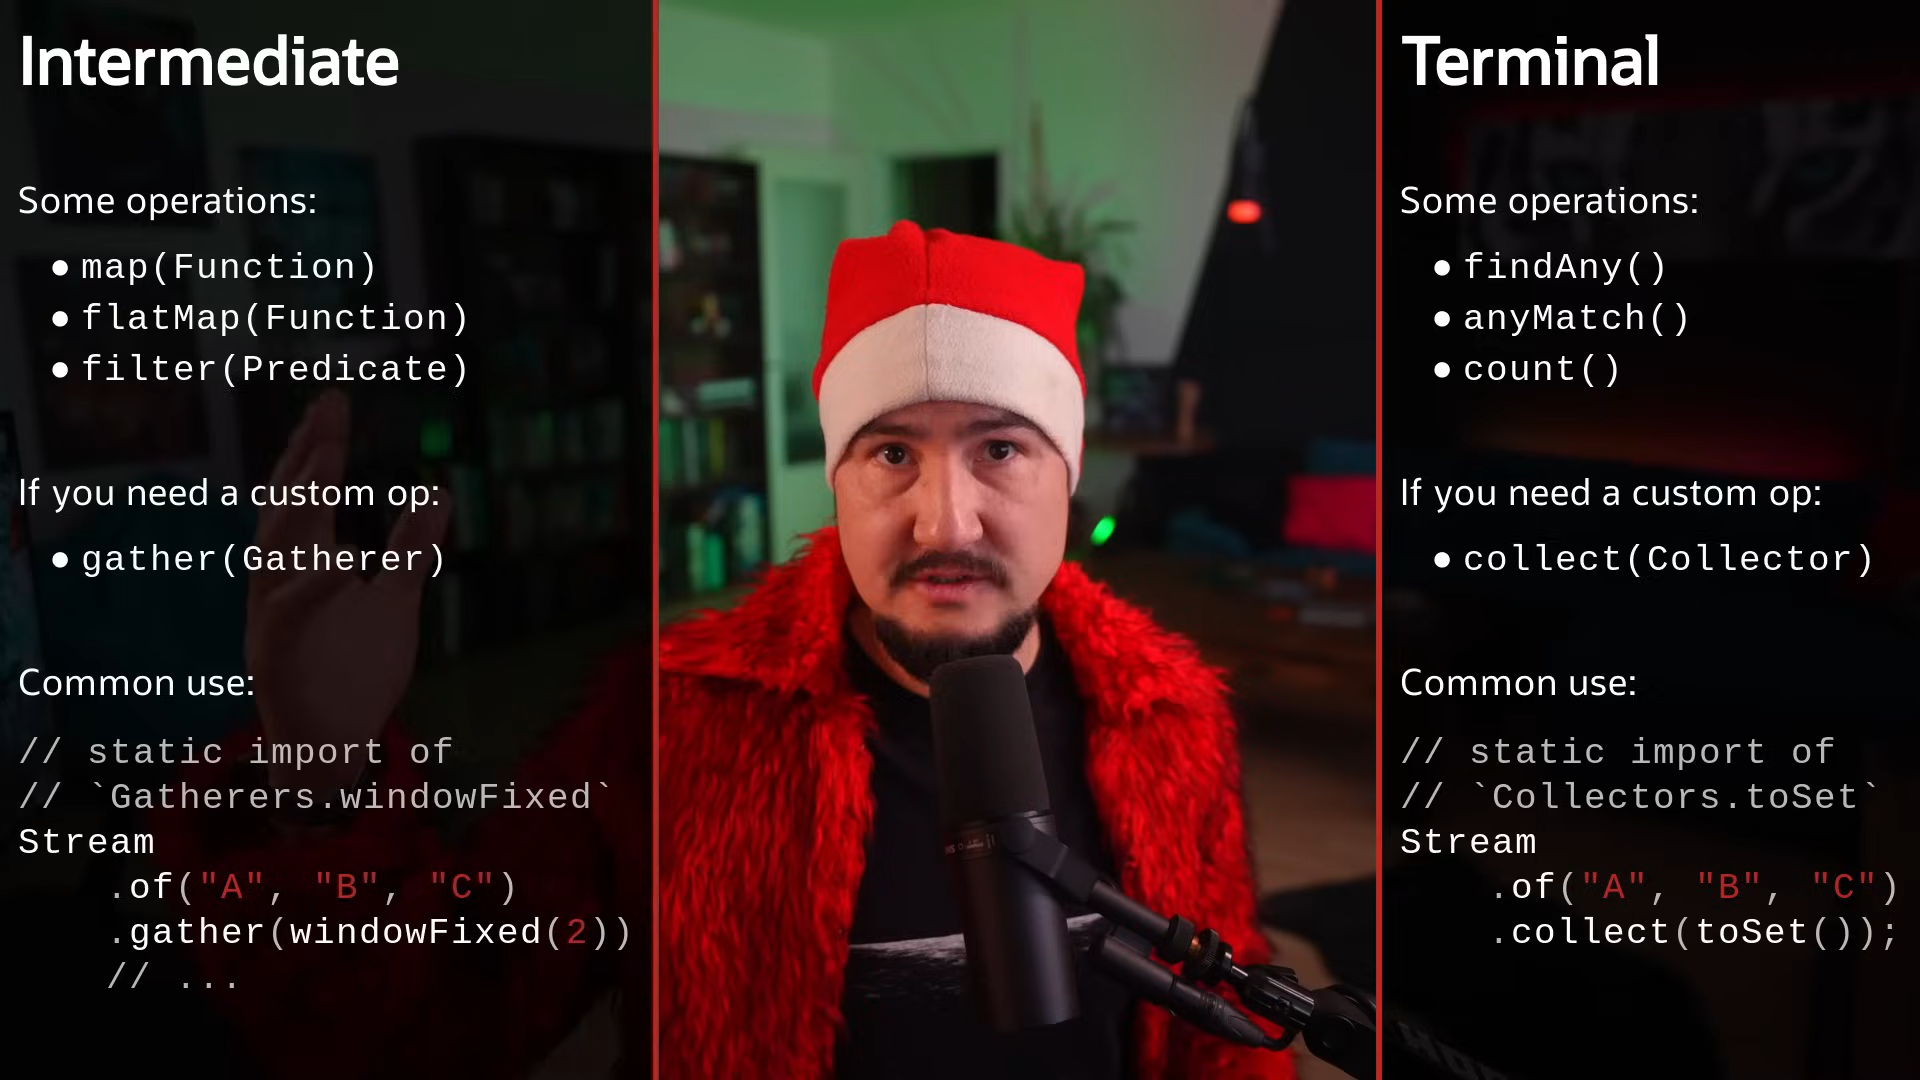 Intermediate
Some operations:
● map(Function)
● flatMap(Function)
● filter(Predicate)
If you need a custom op:
● gather(Gatherer)
Common use:
// static import of
// `Gatherers.windowFixed`
Stream
.of("A", "B", "C")
.gather(windowFixed(2))
// ...
Terminal
Some operations:
● findAny()
● anyMatch()
● count()
If you need a custom op:
● collect(Collector)
Common use:
// static import of
// `Collectors.toSet`
Stream
.of("A", "B", "C")
.collect(toSet());